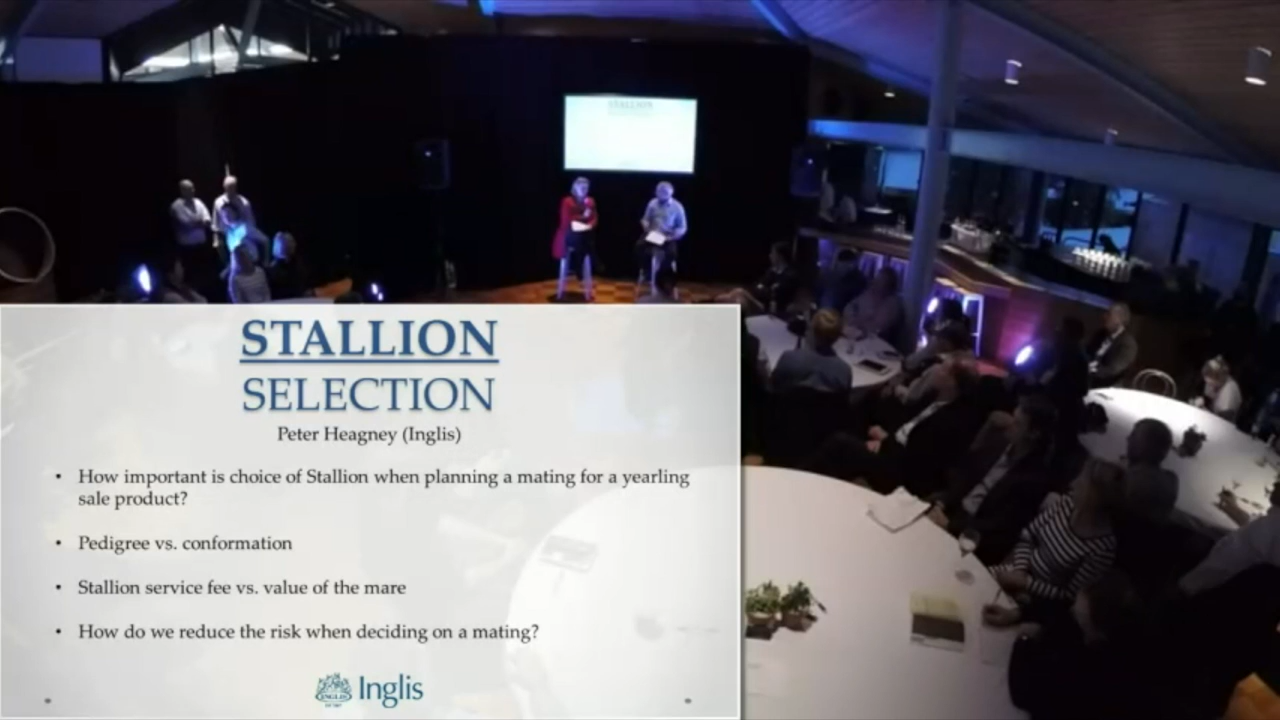 STALLION
STALLION
SELECTION
Peter Heagney (Inglis)
• How important is choice of Stallion when planning a mating for a yearling
sale product?
• Pedigree vs. conformation
• Stallion service fee vs. value of the mare
• How do we reduce the risk when deciding on a mating?
INGLIS
Inglis